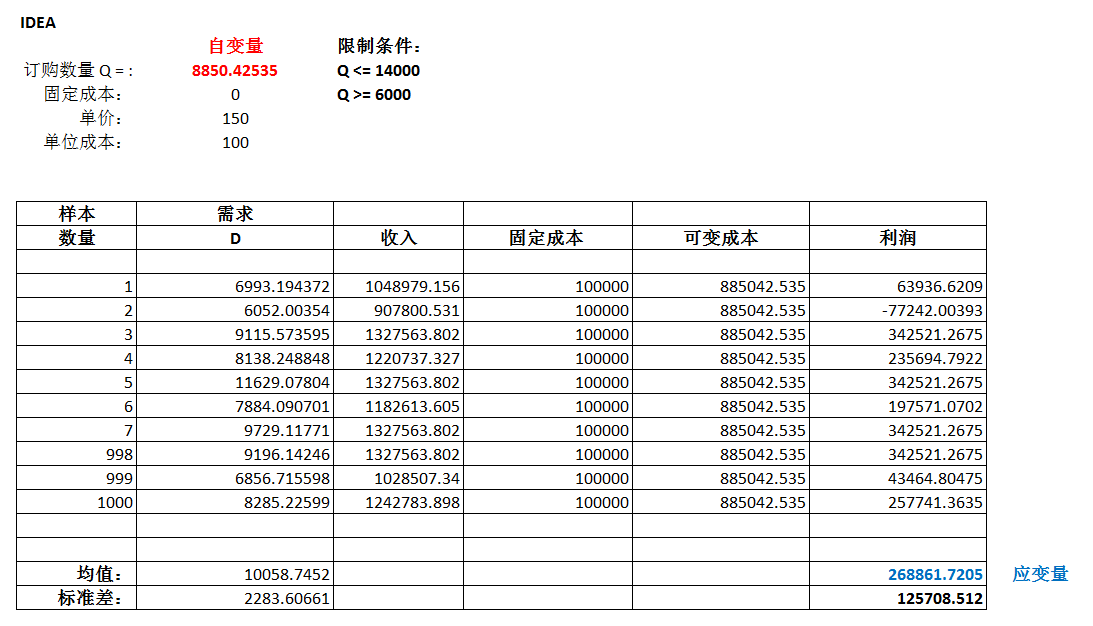 IDEA
自变量 限制条件：
订购数量 Q = : 8850.42535 Q <= 14000
固定成本： 0 Q >= 6000
单价： 150
单位成本： 100
样本 需求
数量 D 收入 固定成本 可变成本 利润
1 6993.194372 1048979.156 100000 885042.535 63936.6209
2 6052.00354 907800.531 100000 885042.535 -77242.00393
3 9115.573595 1327563.802 100000 885042.535 342521.2675
4 8138.248848 1220737.327 100000 885042.535 235694.7922
5 11629.07804 1327563.802 100000 885042.535 342521.2675
6 7884.090701 1182613.605 100000 885042.535 197571.0702
7 9729.11771 1327563.802 100000 885042.535 342521.2675
998 9196.14246 1327563.802 100000 885042.535 342521.2675
999 6856.715598 1028507.34 100000 885042.535 43464.80475
1000 8285.22599 1242783.898 100000 885042.535 257741.3635
均值： 10058.7452 268861.7205 应变量
标准差： 2283.60661 125708.512